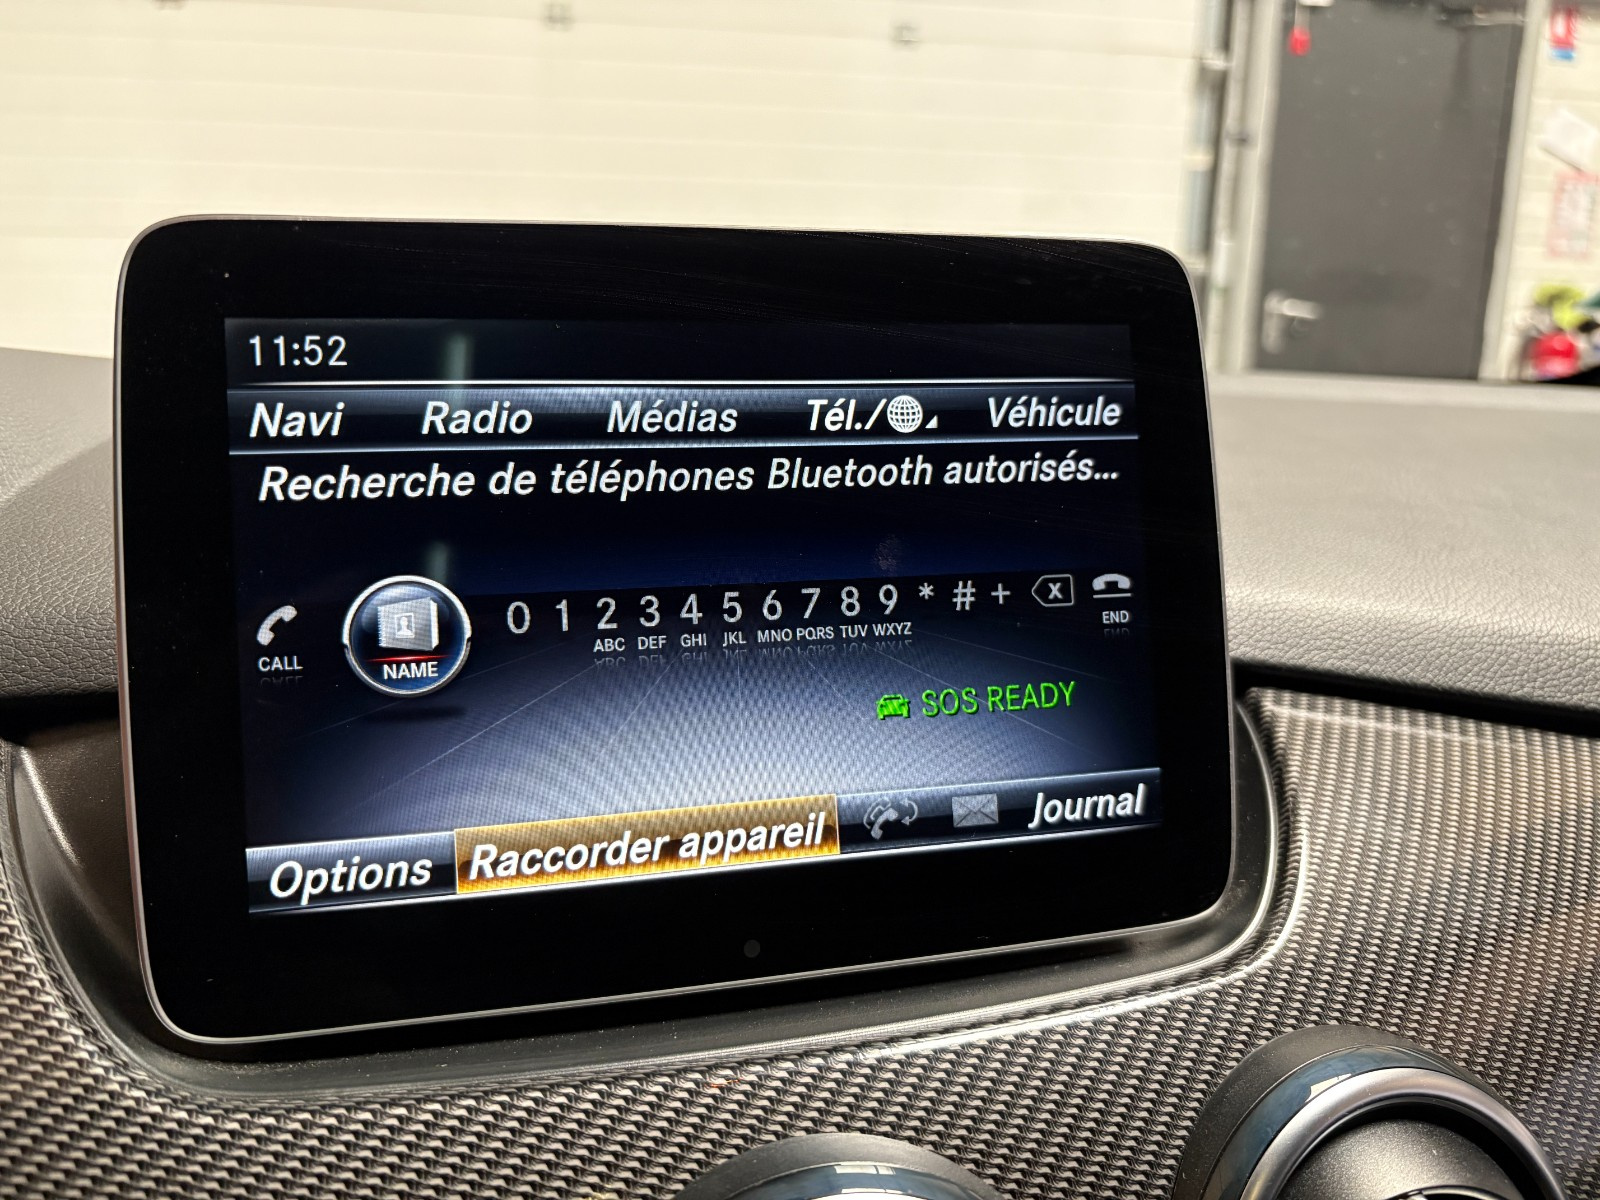 11:52
Navi Radio Médias Tél./ Véhicule
Recherche de téléphones Bluetooth autorisés...
CALL NAME 0 1 2 3 4 5 6 7 8 9 * # + X END
ABC DEF GHI JKL MNO PQRS TUV WXYZ
SOS READY
Options Raccorder appareil Journal